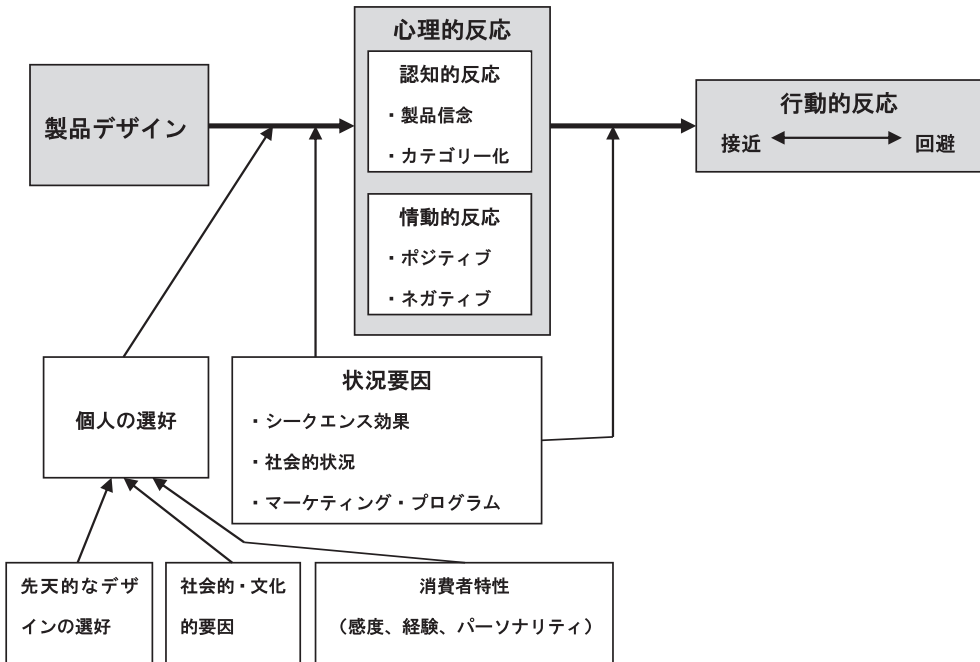 心理的反応
認知的反応
・製品信念
・カテゴリー化
情動的反応
・ポジティブ
・ネガティブ
製品デザイン
行動的反応
接近
回避
個人の選好
状況要因
・シークエンス効果
・社会的状況
・マーケティング・プログラム
先天的なデザ
インの選好
社会的・文化
的要因
消費者特性
（感度、経験、パーソナリティ）